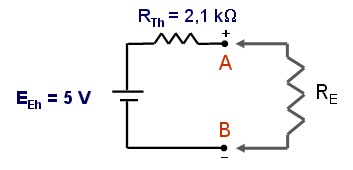 R_Th = 2,1 kΩ
+
A
E_Eh = 5 V
R_E
B
–